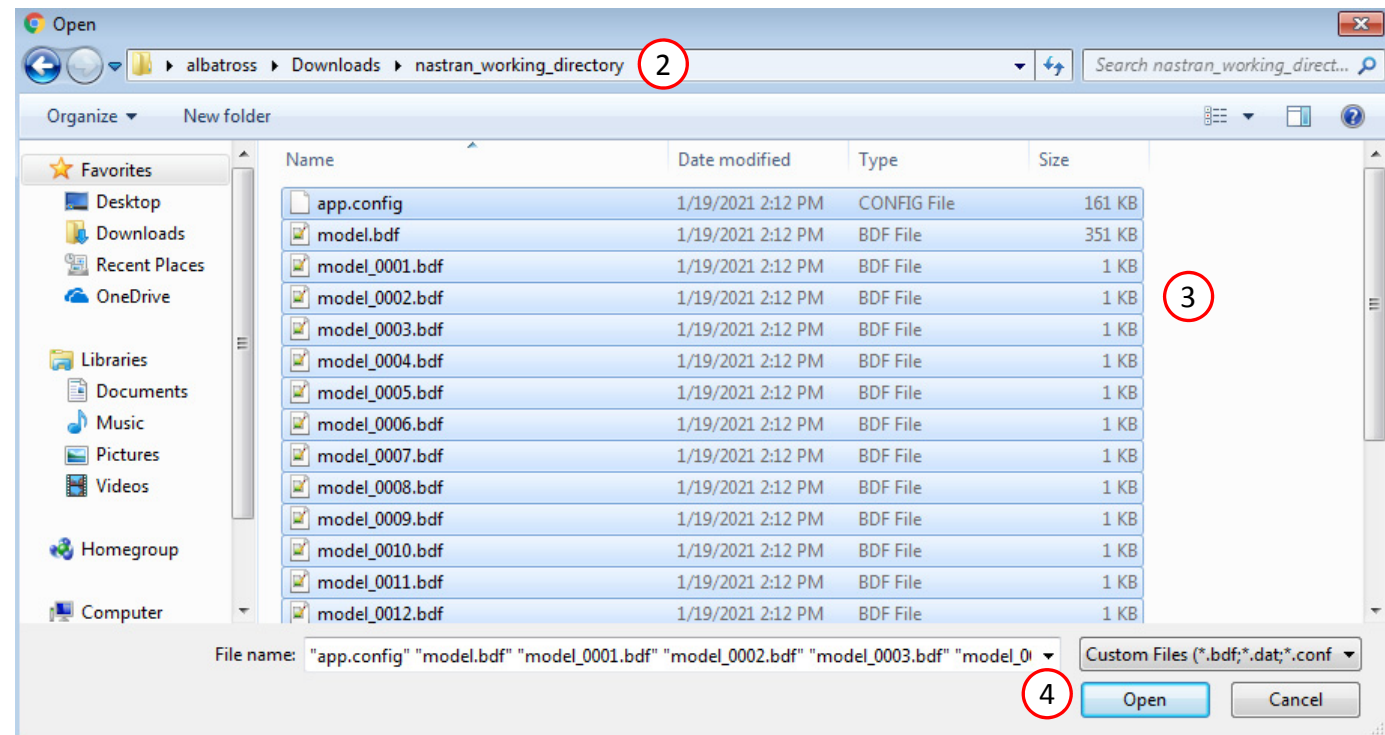 Open
albatross Downloads nastran_working_directory 2 Search nastran_working_direct...
Organize New folder
Name Date modified Type Size
Favorites
Desktop
Downloads
Recent Places
OneDrive
Libraries
Documents
Music
Pictures
Videos
Homegroup
Computer
app.config 1/19/2021 2:12 PM CONFIG File 161 KB
model.bdf 1/19/2021 2:12 PM BDF File 351 KB
model_0001.bdf 1/19/2021 2:12 PM BDF File 1 KB
model_0002.bdf 1/19/2021 2:12 PM BDF File 1 KB
3
model_0003.bdf 1/19/2021 2:12 PM BDF File 1 KB
model_0004.bdf 1/19/2021 2:12 PM BDF File 1 KB
model_0005.bdf 1/19/2021 2:12 PM BDF File 1 KB
model_0006.bdf 1/19/2021 2:12 PM BDF File 1 KB
model_0007.bdf 1/19/2021 2:12 PM BDF File 1 KB
model_0008.bdf 1/19/2021 2:12 PM BDF File 1 KB
model_0009.bdf 1/19/2021 2:12 PM BDF File 1 KB
model_0010.bdf 1/19/2021 2:12 PM BDF File 1 KB
model_0011.bdf 1/19/2021 2:12 PM BDF File 1 KB
model_0012.bdf 1/19/2021 2:12 PM BDF File 1 KB
File name: "app.config" "model.bdf" "model_0001.bdf" "model_0002.bdf" "model_0003.bdf" "model_0 Custom Files (*.bdf;*.dat;*.conf
4 Open Cancel